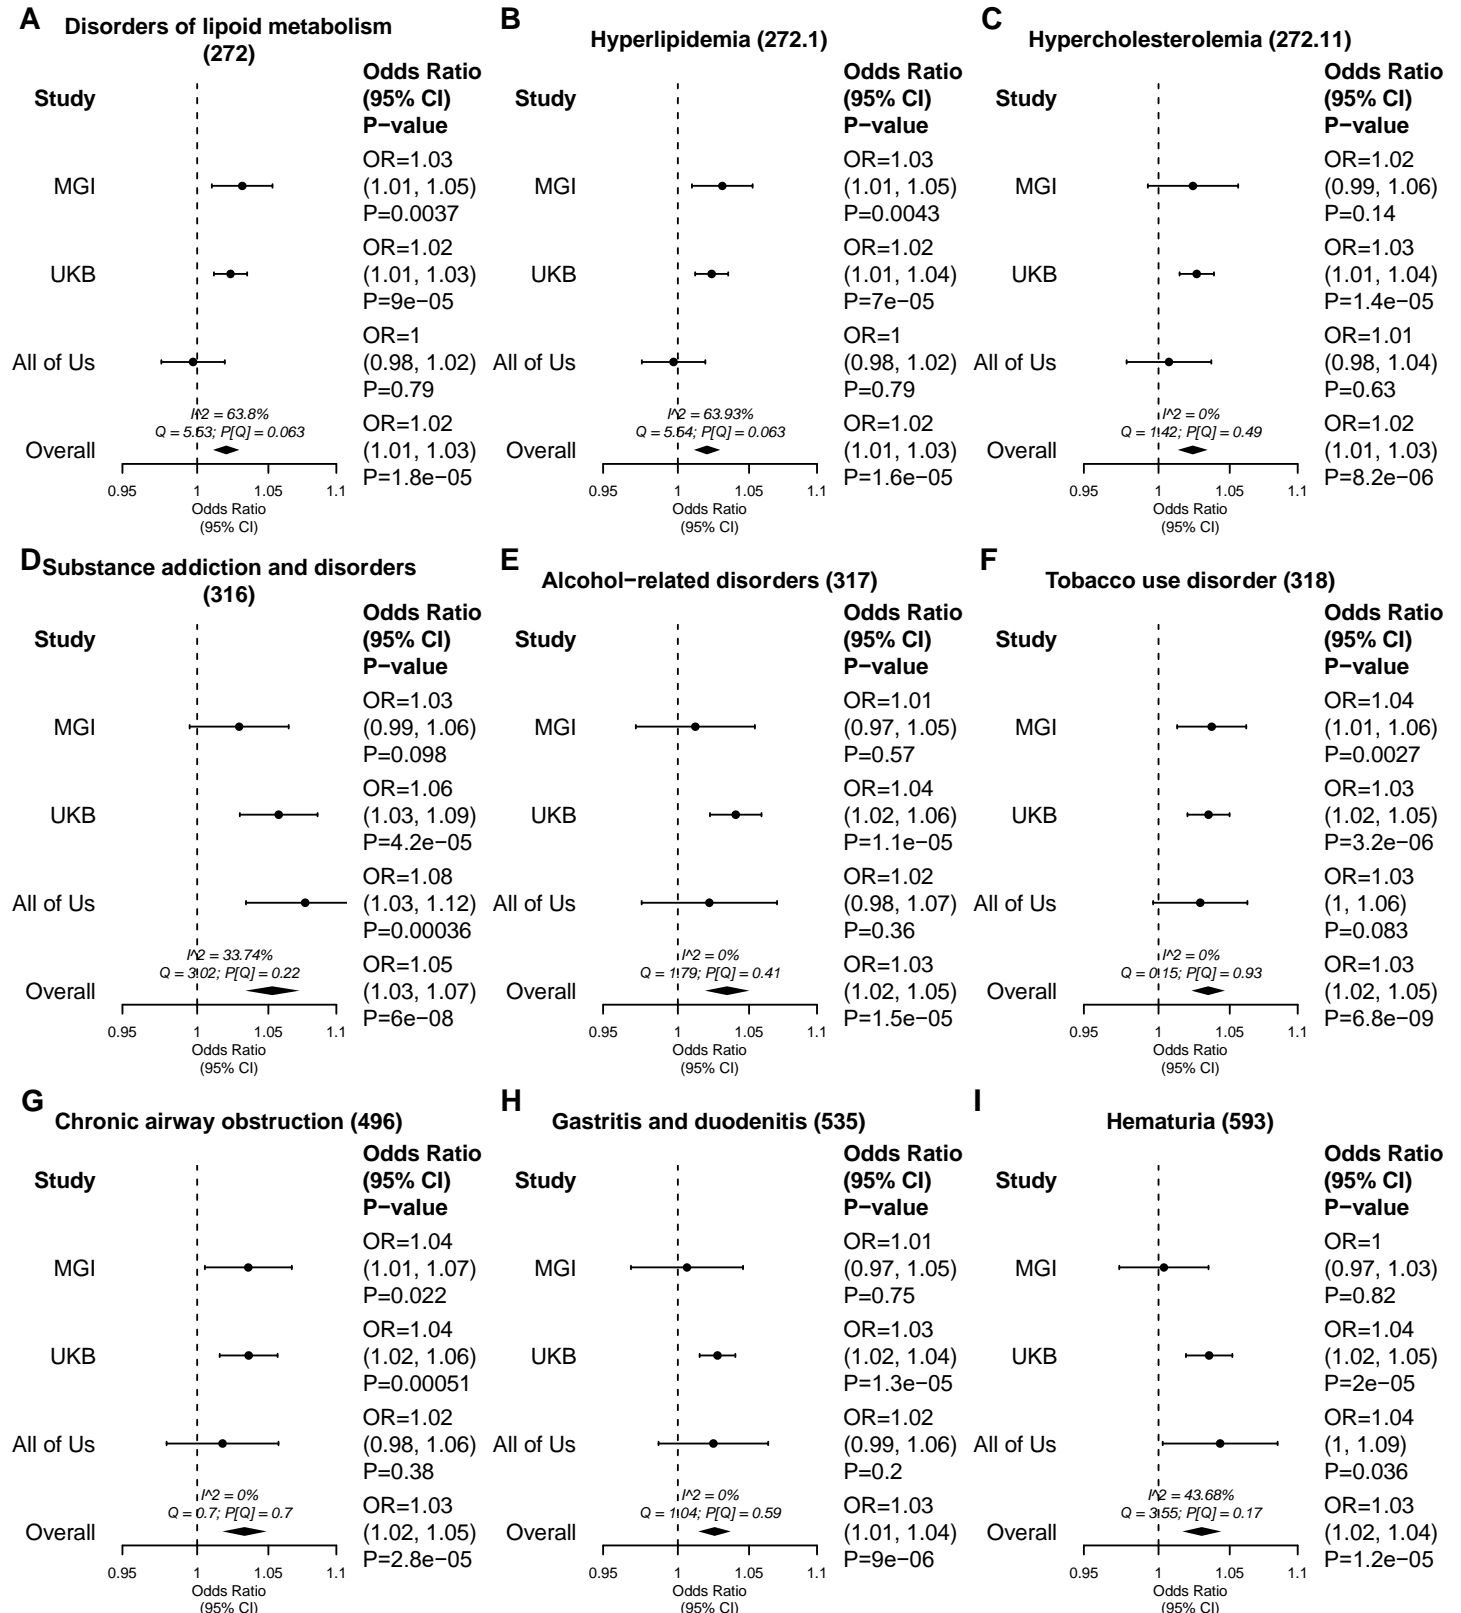 A
Disorders of lipoid metabolism
(272)
Study
Odds Ratio
(95% CI)
P−value
MGI
OR=1.03
(1.01, 1.05)
P=0.0037
UKB
OR=1.02
(1.01, 1.03)
P=9e−05
All of Us
OR=1
(0.98, 1.02)
P=0.79
I^2 = 63.8%
Q = 5.53; P[Q] = 0.063
Overall
OR=1.02
(1.01, 1.03)
P=1.8e−05
0.95 1 1.05 1.1
Odds Ratio
(95% CI)
B
Hyperlipidemia (272.1)
Study
Odds Ratio
(95% CI)
P−value
MGI
OR=1.03
(1.01, 1.05)
P=0.0043
UKB
OR=1.02
(1.01, 1.04)
P=7e−05
All of Us
OR=1
(0.98, 1.02)
P=0.79
I^2 = 63.93%
Q = 5.54; P[Q] = 0.063
Overall
OR=1.02
(1.01, 1.03)
P=1.6e−05
0.95 1 1.05 1.1
Odds Ratio
(95% CI)
C
Hypercholesterolemia (272.11)
Study
Odds Ratio
(95% CI)
P−value
MGI
OR=1.02
(0.99, 1.06)
P=0.14
UKB
OR=1.03
(1.01, 1.04)
P=1.4e−05
All of Us
OR=1.01
(0.98, 1.04)
P=0.63
I^2 = 0%
Q = 1.42; P[Q] = 0.49
Overall
OR=1.02
(1.01, 1.03)
P=8.2e−06
0.95 1 1.05 1.1
Odds Ratio
(95% CI)
D
Substance addiction and disorders
(316)
Study
Odds Ratio
(95% CI)
P−value
MGI
OR=1.03
(0.99, 1.06)
P=0.098
UKB
OR=1.06
(1.03, 1.09)
P=4.2e−05
All of Us
OR=1.08
(1.03, 1.12)
P=0.00036
I^2 = 33.74%
Q = 3.02; P[Q] = 0.22
Overall
OR=1.05
(1.03, 1.07)
P=6e−08
0.95 1 1.05 1.1
Odds Ratio
(95% CI)
E
Alcohol−related disorders (317)
Study
Odds Ratio
(95% CI)
P−value
MGI
OR=1.01
(0.97, 1.05)
P=0.57
UKB
OR=1.04
(1.02, 1.06)
P=1.1e−05
All of Us
OR=1.02
(0.98, 1.07)
P=0.36
I^2 = 0%
Q = 1.79; P[Q] = 0.41
Overall
OR=1.03
(1.02, 1.05)
P=1.5e−05
0.95 1 1.05 1.1
Odds Ratio
(95% CI)
F
Tobacco use disorder (318)
Study
Odds Ratio
(95% CI)
P−value
MGI
OR=1.04
(1.01, 1.06)
P=0.0027
UKB
OR=1.03
(1.02, 1.05)
P=3.2e−06
All of Us
OR=1.03
(1, 1.06)
P=0.083
I^2 = 0%
Q = 0.15; P[Q] = 0.93
Overall
OR=1.03
(1.02, 1.05)
P=6.8e−09
0.95 1 1.05 1.1
Odds Ratio
(95% CI)
G
Chronic airway obstruction (496)
Study
Odds Ratio
(95% CI)
P−value
MGI
OR=1.04
(1.01, 1.07)
P=0.022
UKB
OR=1.04
(1.02, 1.06)
P=0.00051
All of Us
OR=1.02
(0.98, 1.06)
P=0.38
I^2 = 0%
Q = 0.7; P[Q] = 0.7
Overall
OR=1.03
(1.02, 1.05)
P=2.8e−05
0.95 1 1.05 1.1
Odds Ratio
(95% CI)
H
Gastritis and duodenitis (535)
Study
Odds Ratio
(95% CI)
P−value
MGI
OR=1.01
(0.97, 1.05)
P=0.75
UKB
OR=1.03
(1.02, 1.04)
P=1.3e−05
All of Us
OR=1.02
(0.99, 1.06)
P=0.2
I^2 = 0%
Q = 1.04; P[Q] = 0.59
Overall
OR=1.03
(1.01, 1.04)
P=9e−06
0.95 1 1.05 1.1
Odds Ratio
(95% CI)
I
Hematuria (593)
Study
Odds Ratio
(95% CI)
P−value
MGI
OR=1
(0.97, 1.03)
P=0.82
UKB
OR=1.04
(1.02, 1.05)
P=2e−05
All of Us
OR=1.04
(1, 1.09)
P=0.036
I^2 = 43.68%
Q = 3.55; P[Q] = 0.17
Overall
OR=1.03
(1.02, 1.04)
P=1.2e−05
0.95 1 1.05 1.1
Odds Ratio
(95% CI)